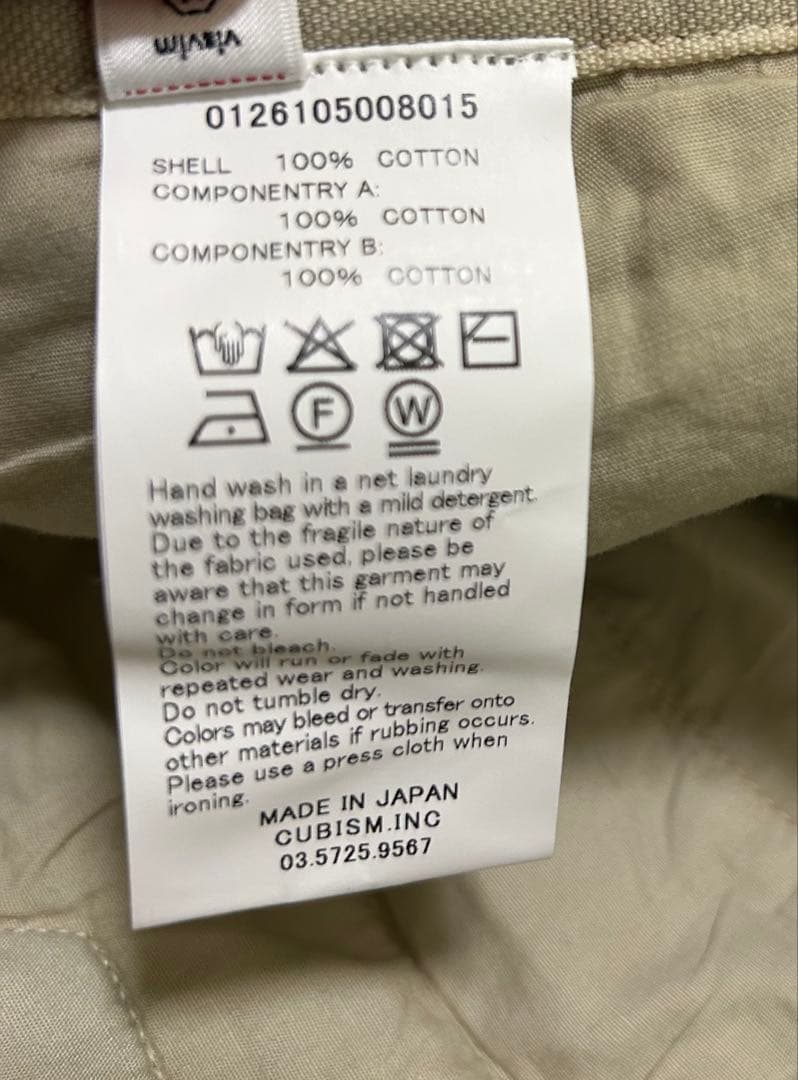 visvim
0126105008015
SHELL 100% COTTON
COMPONENTRY A:
100% COTTON
COMPONENTRY B:
100% COTTON
F W
Hand wash in a net laundry
washing bag with a mild detergent.
Due to the fragile nature of
the fabric used, please be
aware that this garment may
change in form if not handled
with care.
Do not bleach.
Color will run or fade with
repeated wear and washing.
Do not tumble dry.
Colors may bleed or transfer onto
other materials if rubbing occurs.
Please use a press cloth when
ironing.
MADE IN JAPAN
CUBISM.INC
03.5725.9567